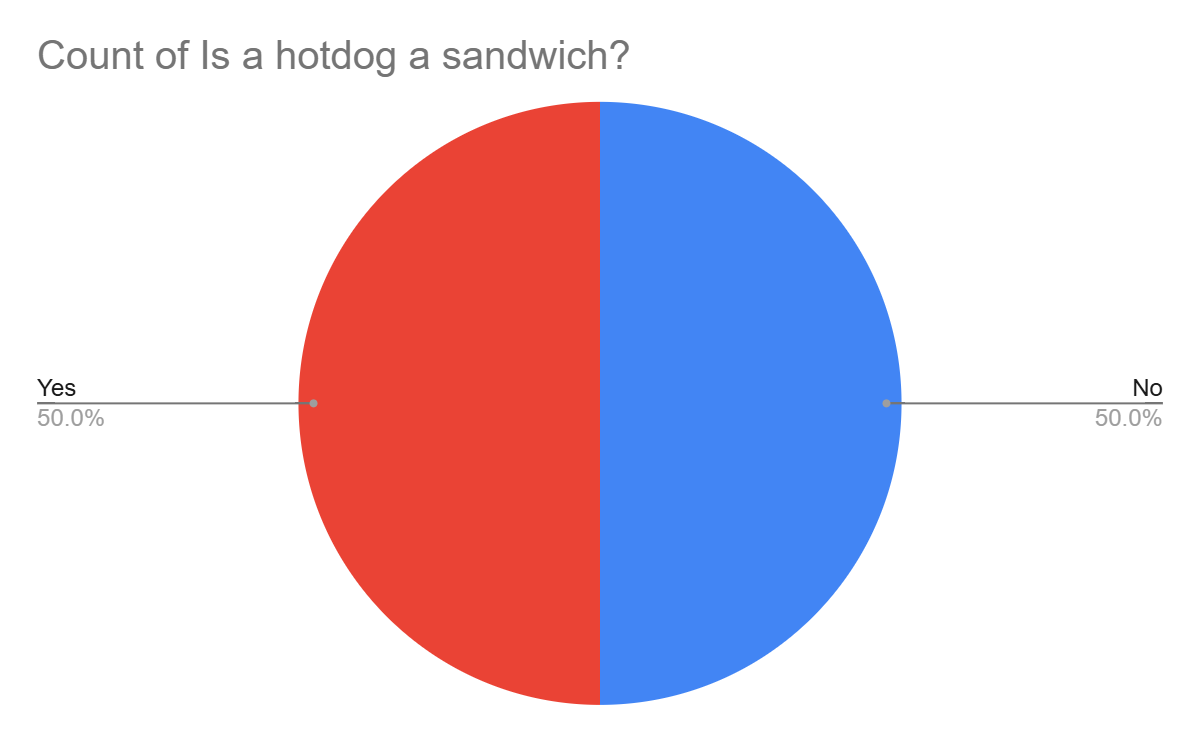 Count of Is a hotdog a sandwich?
Yes
50.0%
No
50.0%